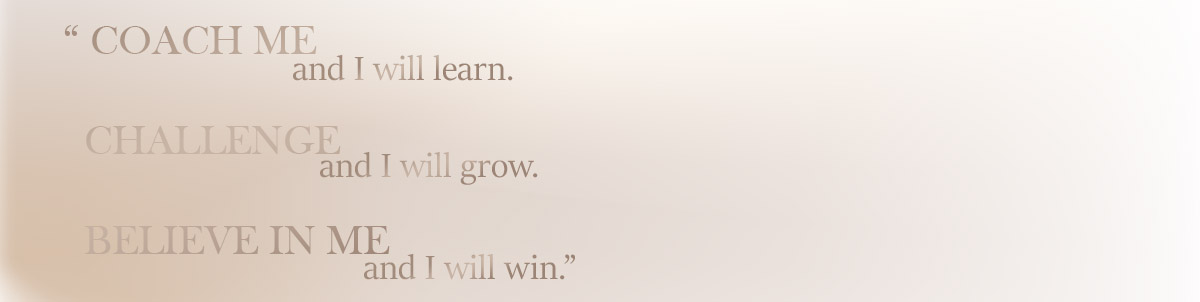 “ COACH ME
and I will learn.
CHALLENGE
and I will grow.
BELIEVE IN ME
and I will win.”